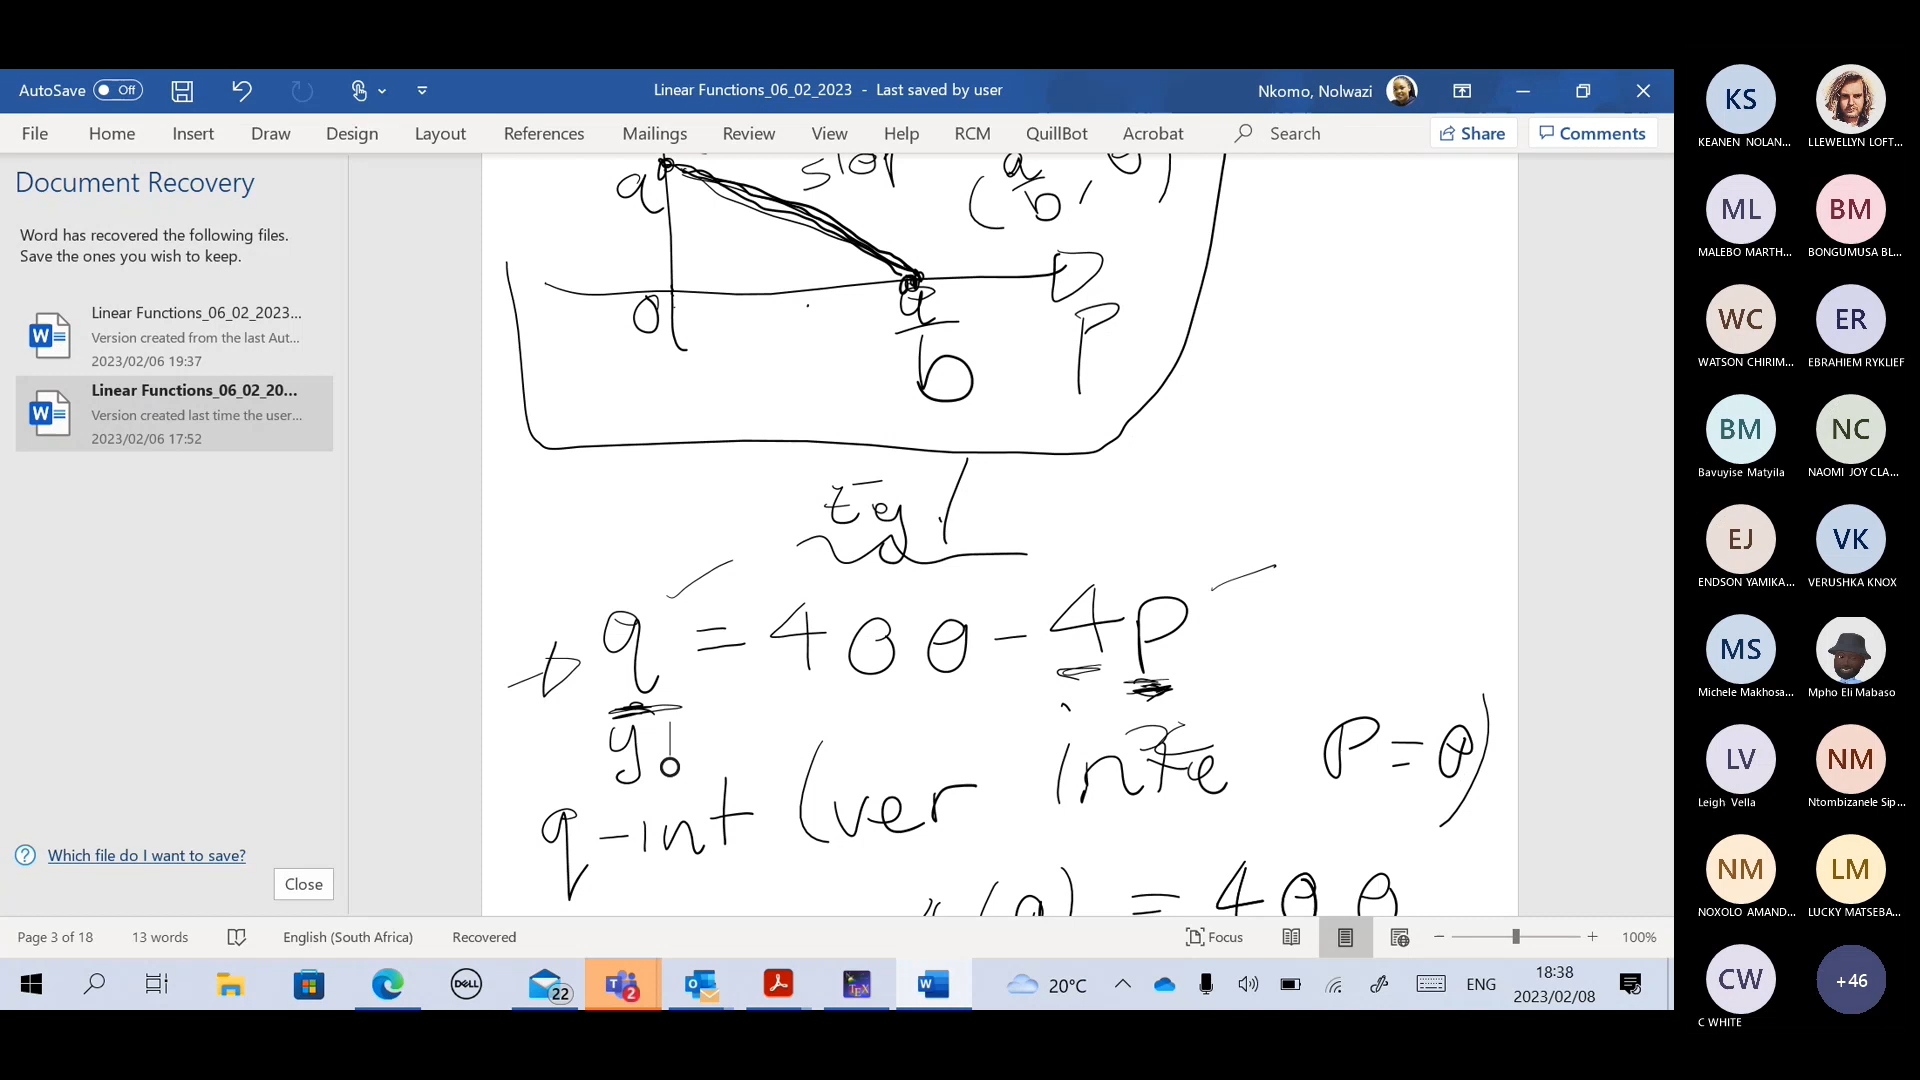 AutoSave Off
Linear Functions_06_02_2023 - Last saved by user
Nkomo, Nolwazi
File Home Insert Draw Design Layout References Mailings Review View Help RCM QuillBot Acrobat Search Share Comments
Document Recovery
Word has recovered the following files.
Save the ones you wish to keep.
Linear Functions_06_02_2023...
Version created from the last Aut...
2023/02/06 19:37
Linear Functions_06_02_20...
Version created last time the user...
2023/02/06 17:52
Which file do I want to save?
Close
a
a/b
0
a/b
p
Eg 1
q = 400 - 4p
y
x
q-int (ver inte p=0)
= 400
Page 3 of 18 13 words English (South Africa) Recovered Focus 100%
DELL 22 2 20°C ENG 18:38
2023/02/08
KS
KEANEN NOLAN...
LLEWELLYN LOFT...
ML BM
MALEBO MARTH... BONGUMUSA BL...
WC ER
WATSON CHIRIM... EBRAHIEM RYKLIEF
BM NC
Bavuyise Matyila NAOMI JOY CLA...
EJ VK
ENDSON YAMIKA... VERUSHKA KNOX
MS
Michele Makhosa... Mpho Eli Mabaso
LV NM
Leigh Vella Ntombizanele Sip...
NM LM
NOXOLO AMAND... LUCKY MATSEBA...
CW +46
C WHITE